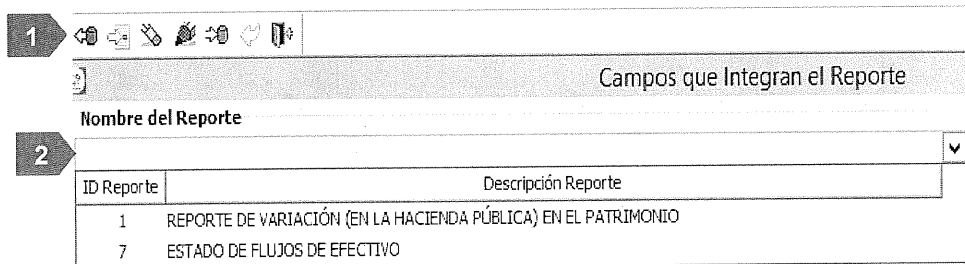 1
Campos que Integran el Reporte
Nombre del Reporte
2
ID Reporte Descripción Reporte
1 REPORTE DE VARIACIÓN (EN LA HACIENDA PÚBLICA) EN EL PATRIMONIO
7 ESTADO DE FLUJOS DE EFECTIVO